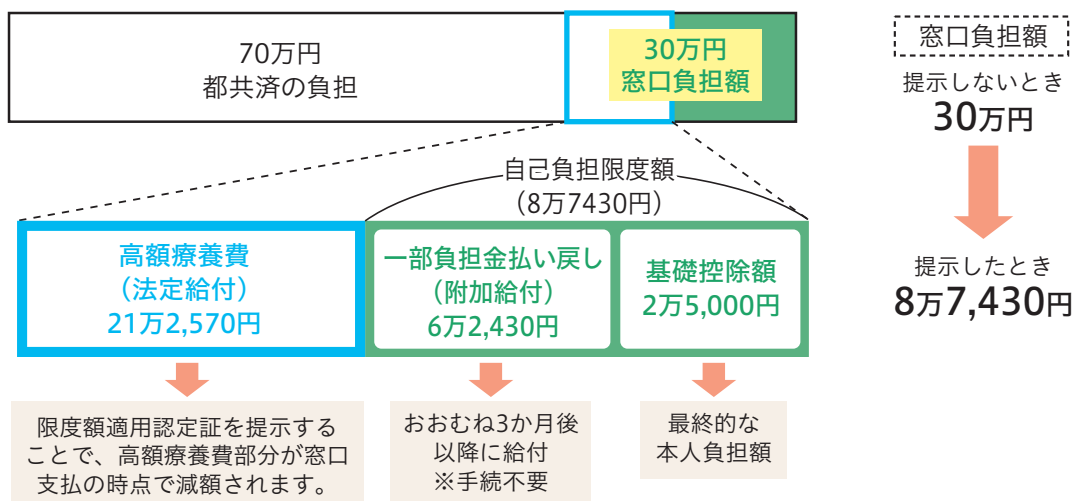 70万円
都共済の負担
30万円
窓口負担額
窓口負担額
提示しないとき
30万円
提示したとき
8万7,430円
自己負担限度額
（8万7430円）
高額療養費
（法定給付）
21万2,570円
一部負担金払い戻し
（附加給付）
6万2,430円
基礎控除額
2万5,000円
限度額適用認定証を提示する
ことで、高額療養費部分が窓口
支払の時点で減額されます。
おおむね3か月後
以降に給付
※手続不要
最終的な
本人負担額